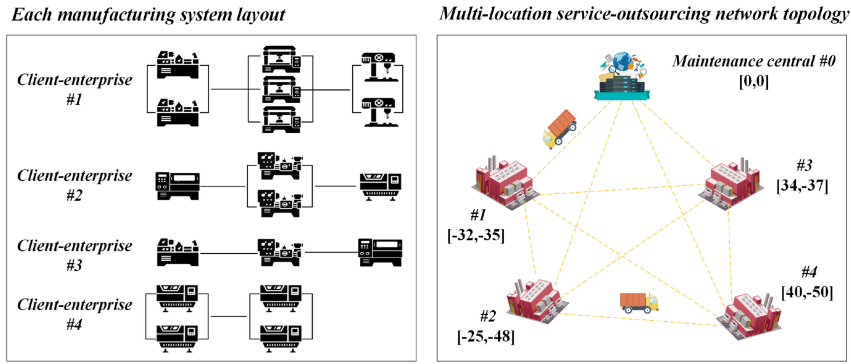 Each manufacturing system layout
Client-enterprise
#1
Client-enterprise
#2
Client-enterprise
#3
Client-enterprise
#4
Multi-location service-outsourcing network topology
Maintenance central #0
[0,0]
#1
[-32,-35]
#3
[34,-37]
#2
[-25,-48]
#4
[40,-50]